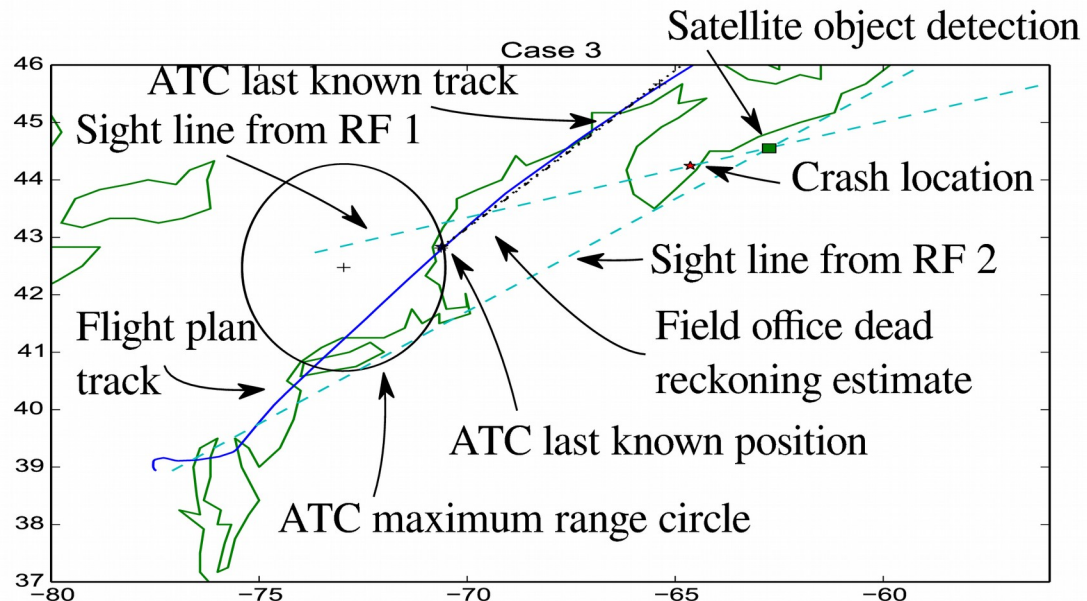 Satellite object detection
Case 3
46
ATC last known track
45
Sight line from RF 1
44
Crash location
43
Sight line from RF 2
42
Flight plan
track
Field office dead
reckoning estimate
41
40
ATC last known position
39
ATC maximum range circle
38
37
−80
−75
−70
−65
−60